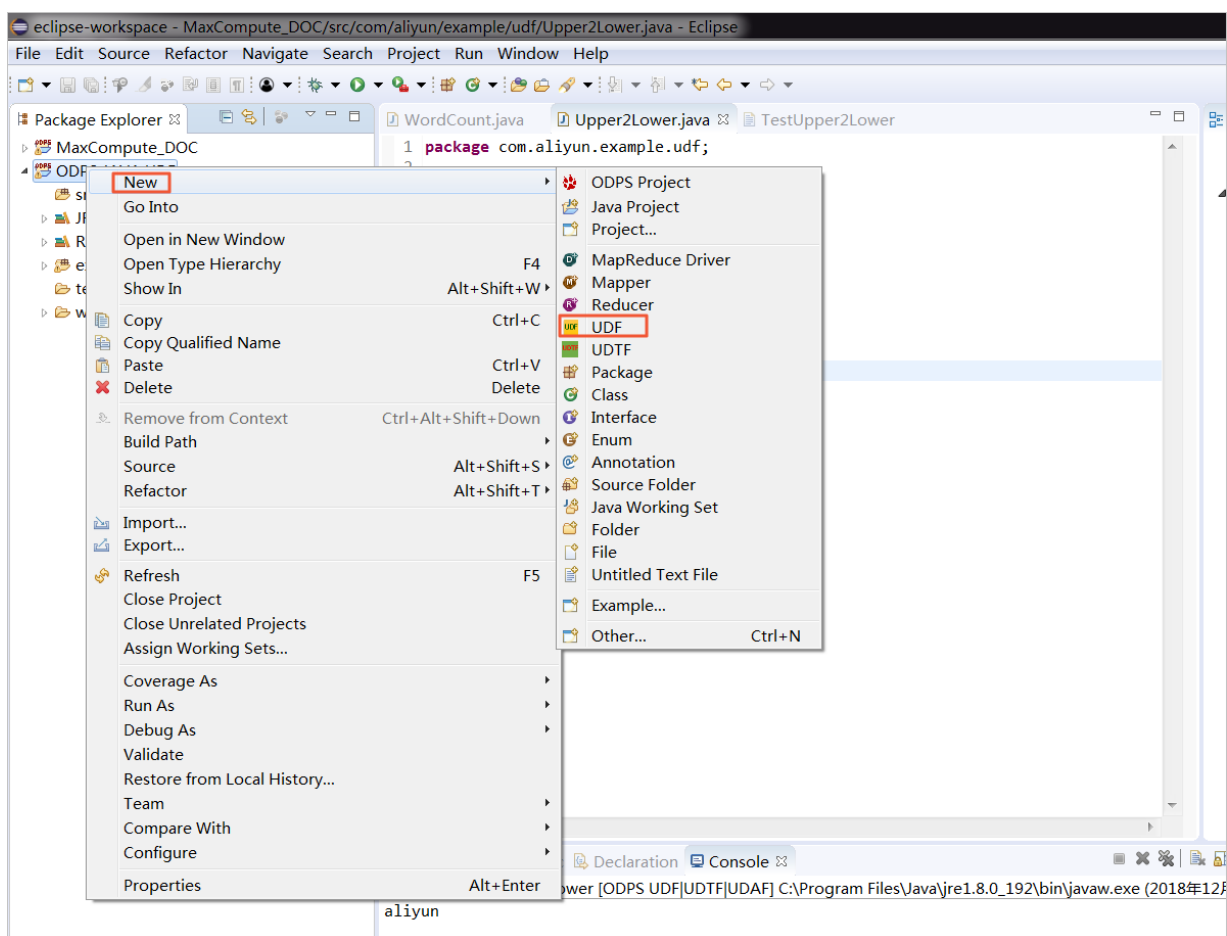 eclipse-workspace - MaxCompute_DOC/src/com/aliyun/example/udf/Upper2Lower.java - Eclipse
File Edit Source Refactor Navigate Search Project Run Window Help
Package Explorer
WordCount.java Upper2Lower.java TestUpper2Lower
MaxCompute_DOC
1 package com.aliyun.example.udf;
New
Go Into
Open in New Window
Open Type Hierarchy F4
Show In Alt+Shift+W
Copy Ctrl+C
Copy Qualified Name
Paste Ctrl+V
Delete Delete
Remove from Context Ctrl+Alt+Shift+Down
Build Path
Source Alt+Shift+S
Refactor Alt+Shift+T
Import...
Export...
Refresh F5
Close Project
Close Unrelated Projects
Assign Working Sets...
Coverage As
Run As
Debug As
Validate
Restore from Local History...
Team
Compare With
Configure
Properties Alt+Enter
ODPS Project
Java Project
Project...
MapReduce Driver
Mapper
Reducer
UDF
UDTF
Package
Class
Interface
Enum
Annotation
Source Folder
Java Working Set
Folder
File
Untitled Text File
Example...
Other... Ctrl+N
Declaration Console
[ODPS UDF|UDTF|UDAF] C:\Program Files\Java\jre1.8.0_192\bin\javaw.exe (2018年12
aliyun